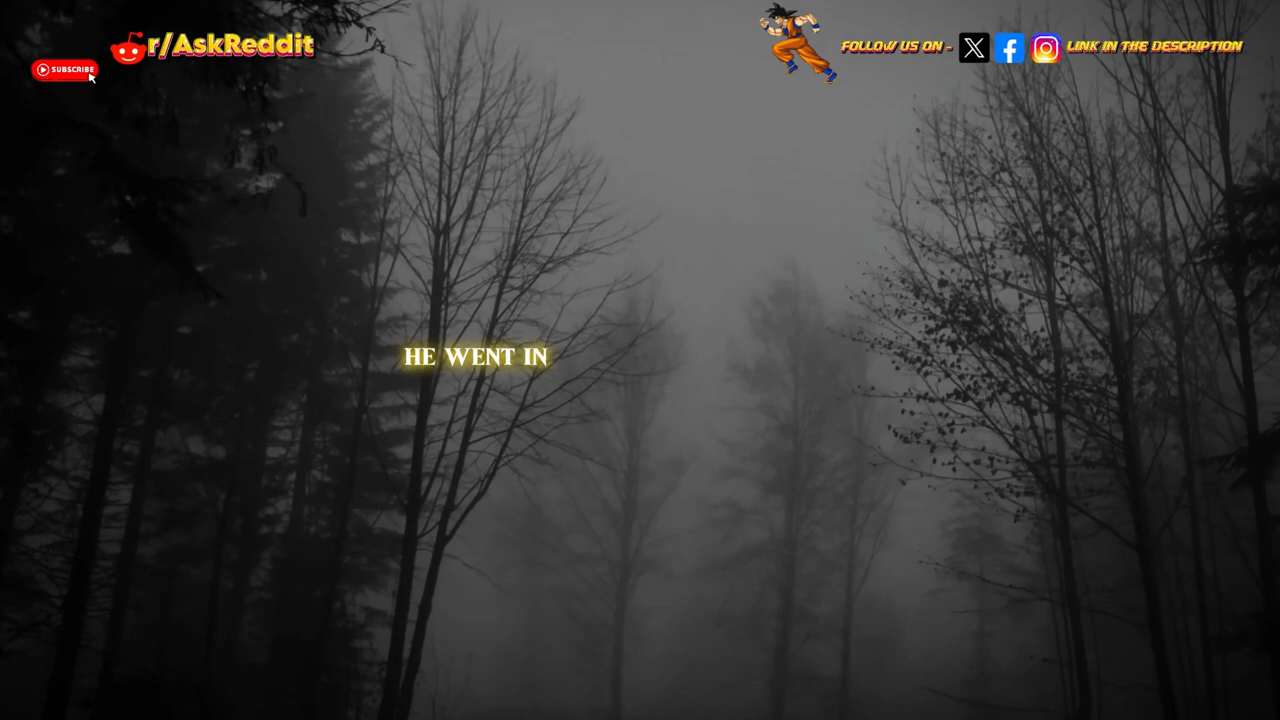 r/AskReddit
SUBSCRIBE
FOLLOW US ON -
LINK IN THE DESCRIPTION
HE WENT IN